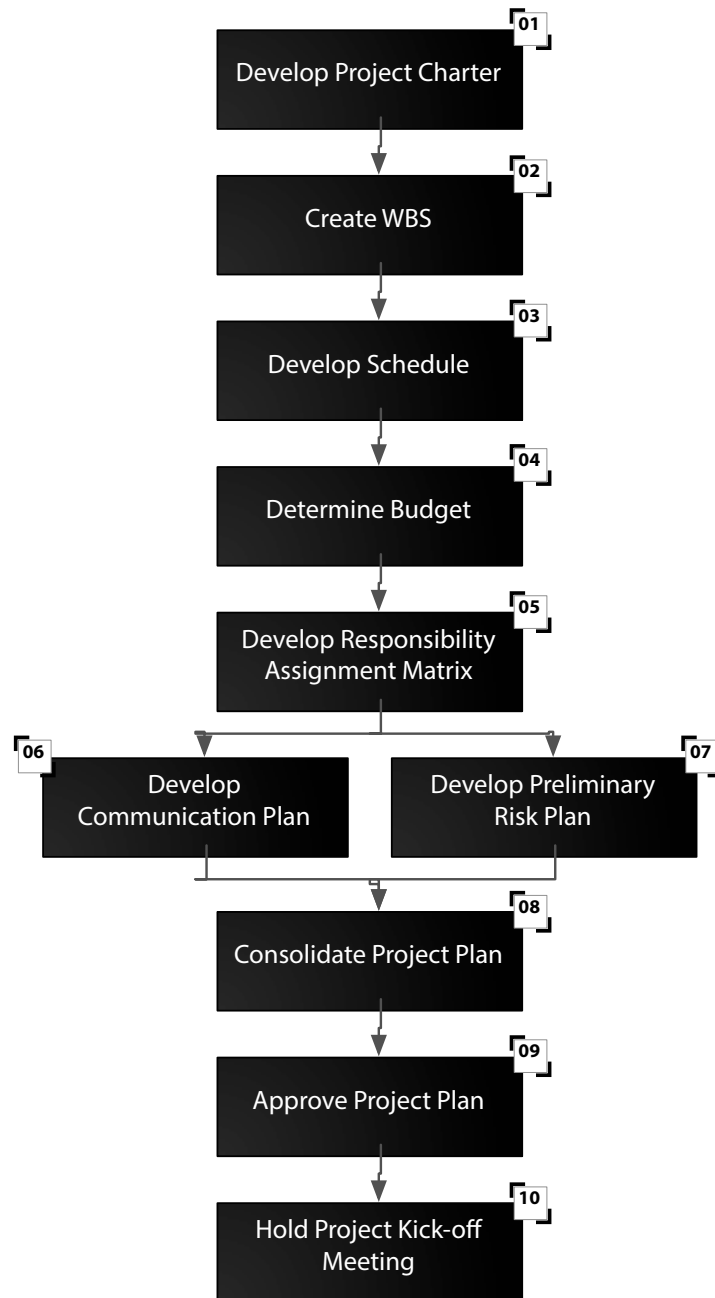 01
Develop Project Charter
02
Create WBS
03
Develop Schedule
04
Determine Budget
05
Develop Responsibility
Assignment Matrix
06
Develop
Communication Plan
07
Develop Preliminary
Risk Plan
08
Consolidate Project Plan
09
Approve Project Plan
10
Hold Project Kick-off
Meeting